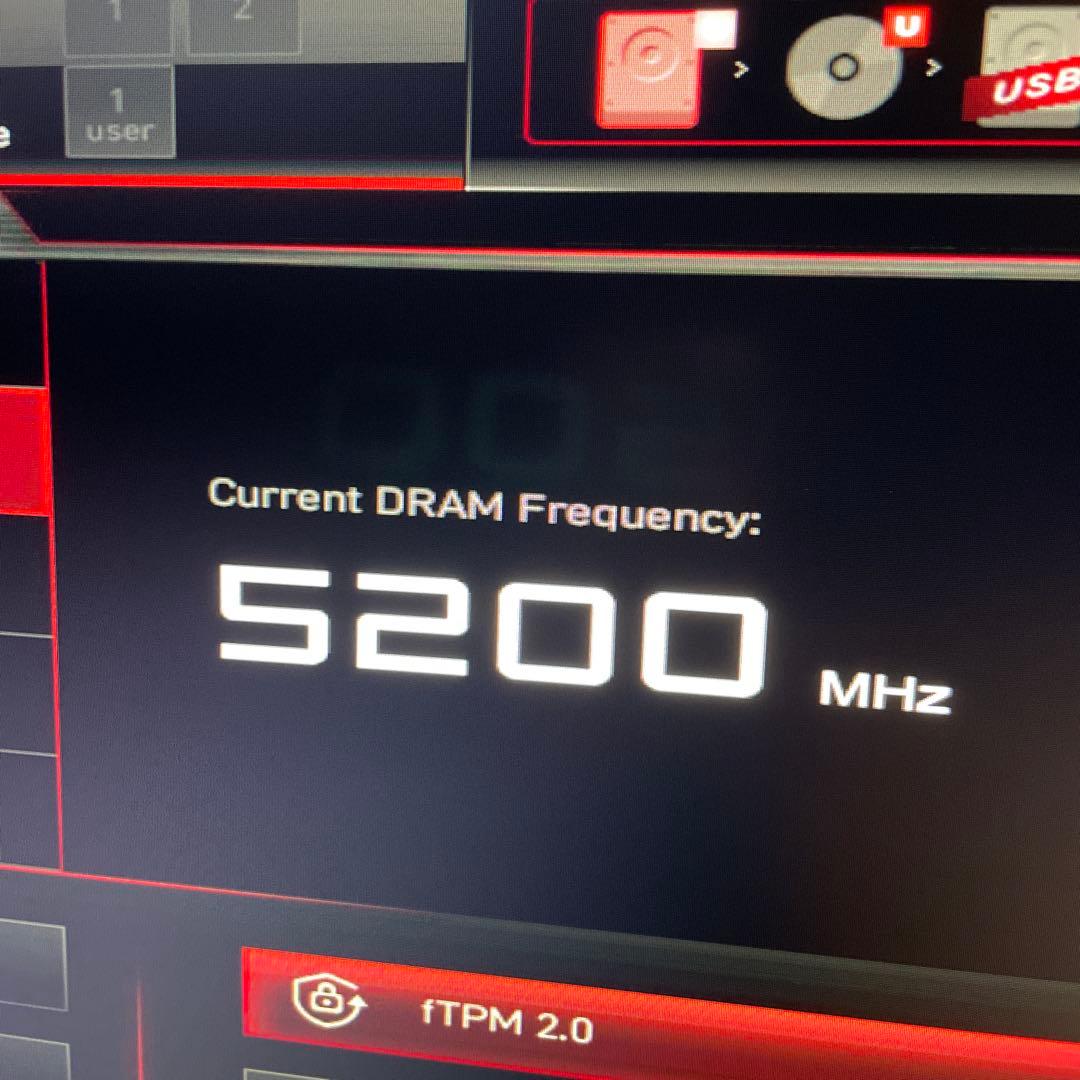 1 2
1
user
e
U
USB
Current DRAM Frequency:
5200 MHz
fTPM 2.0